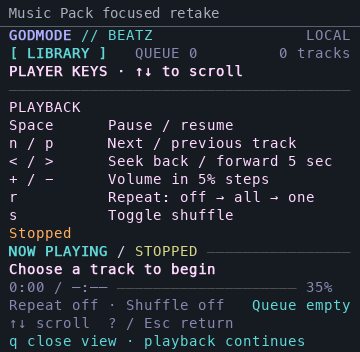 Music Pack focused retake
GODMODE // BEATZ LOCAL
[ LIBRARY ] QUEUE 0 0 tracks
PLAYER KEYS · ↑↓ to scroll
PLAYBACK
Space Pause / resume
n / p Next / previous track
< / > Seek back / forward 5 sec
+ / − Volume in 5% steps
r Repeat: off → all → one
s Toggle shuffle
Stopped
NOW PLAYING / STOPPED
Choose a track to begin
0:00 / —:—— 35%
Repeat off · Shuffle off Queue empty
↑↓ scroll ? / Esc return
q close view · playback continues